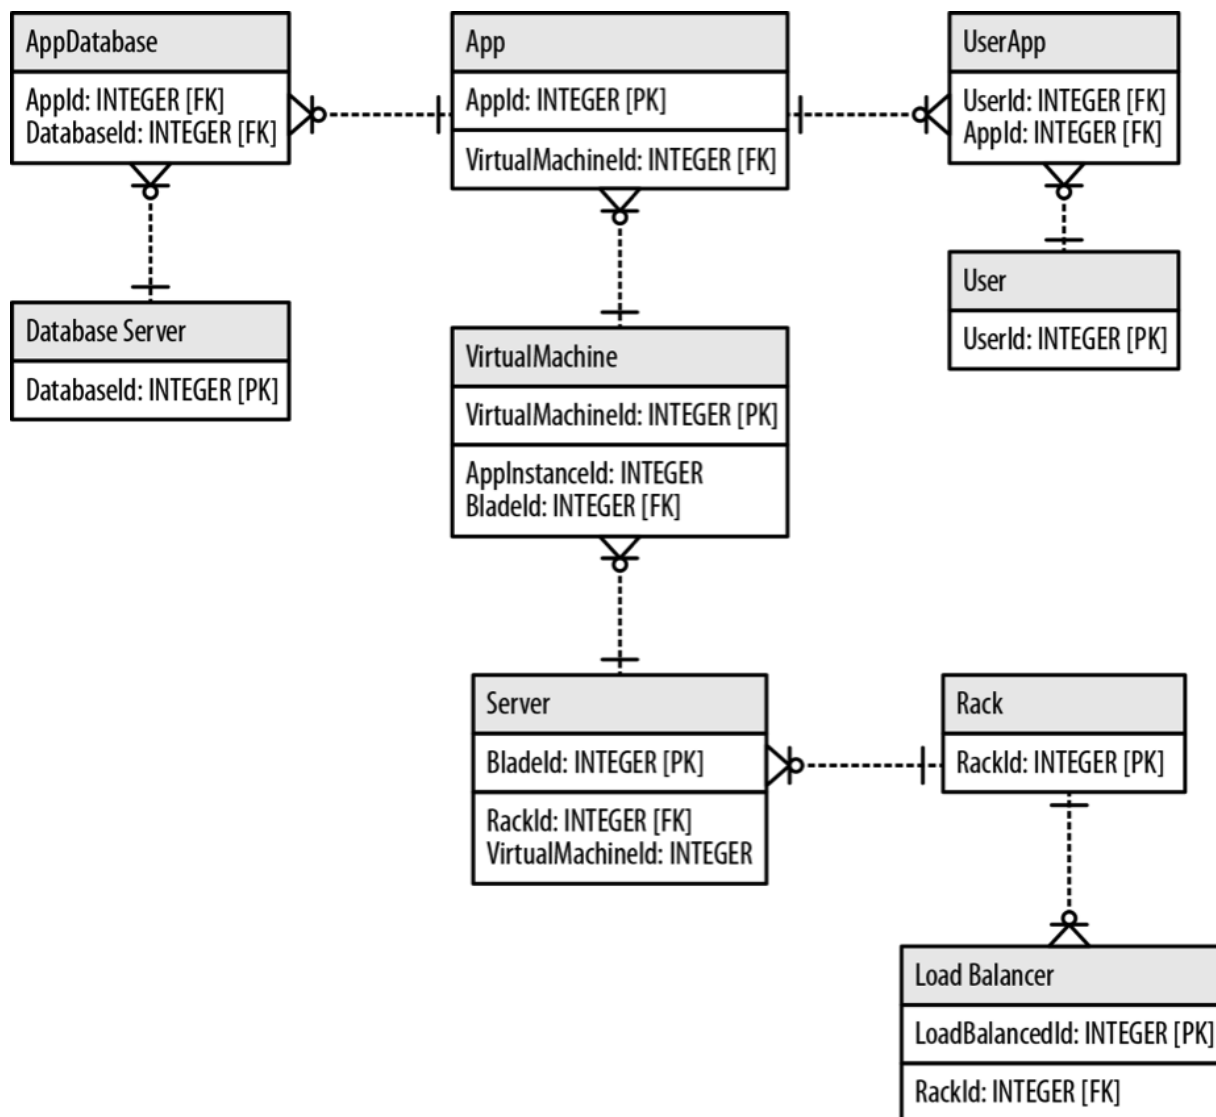 AppDatabase
AppId: INTEGER [FK]
DatabaseId: INTEGER [FK]
App
AppId: INTEGER [PK]
VirtualMachineId: INTEGER [FK]
UserApp
UserId: INTEGER [FK]
AppId: INTEGER [FK]
Database Server
DatabaseId: INTEGER [PK]
User
UserId: INTEGER [PK]
VirtualMachine
VirtualMachineId: INTEGER [PK]
AppInstanceId: INTEGER
BladeId: INTEGER [FK]
Server
BladeId: INTEGER [PK]
RackId: INTEGER [FK]
VirtualMachineId: INTEGER
Rack
RackId: INTEGER [PK]
Load Balancer
LoadBalancedId: INTEGER [PK]
RackId: INTEGER [FK]